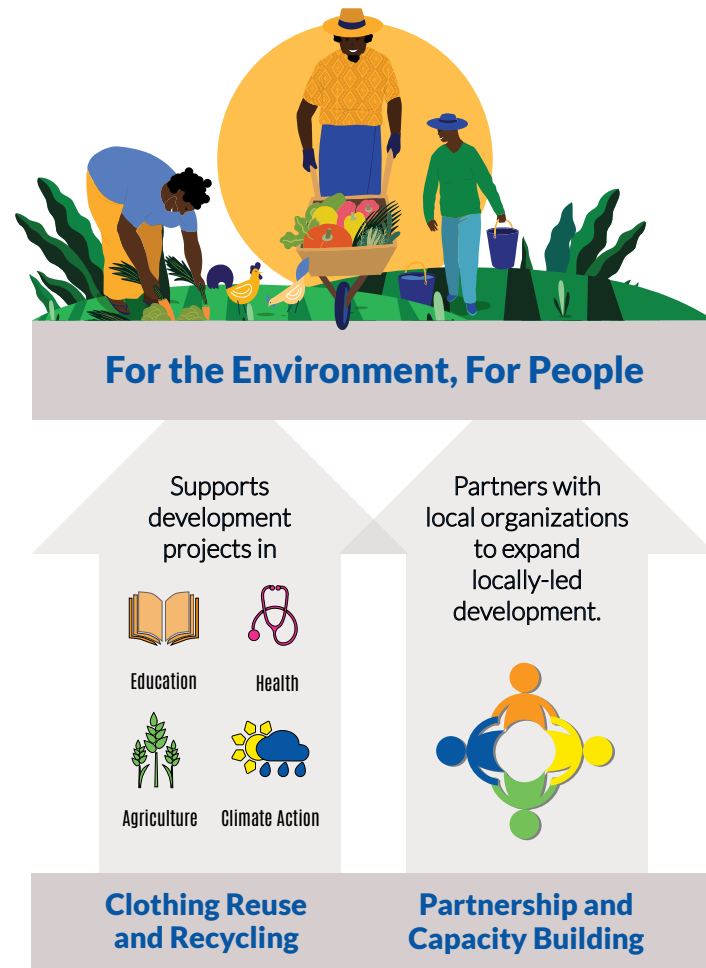 For the Environment, For People
Supports
development
projects in
Education
Health
Agriculture
Climate Action
Partners with
local organizations
to expand
locally-led
development.
Clothing Reuse
and Recycling
Partnership and
Capacity Building